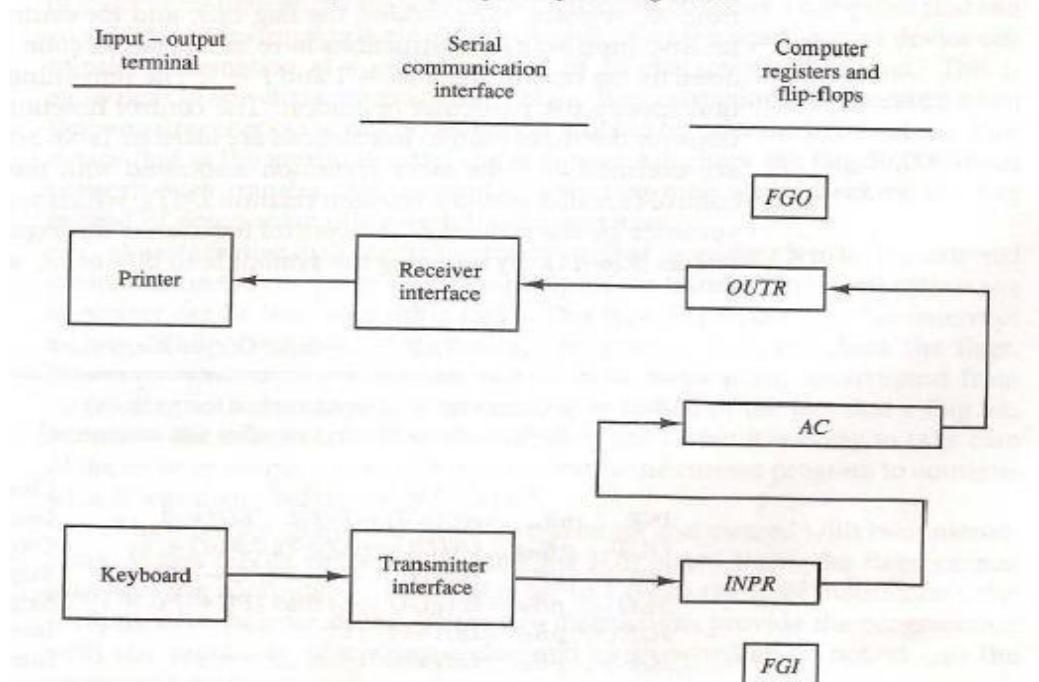 Input – output
terminal
Serial
communication
interface
Computer
registers and
flip-flops
FGO
Printer
Receiver
interface
OUTR
AC
Keyboard
Transmitter
interface
INPR
FGI